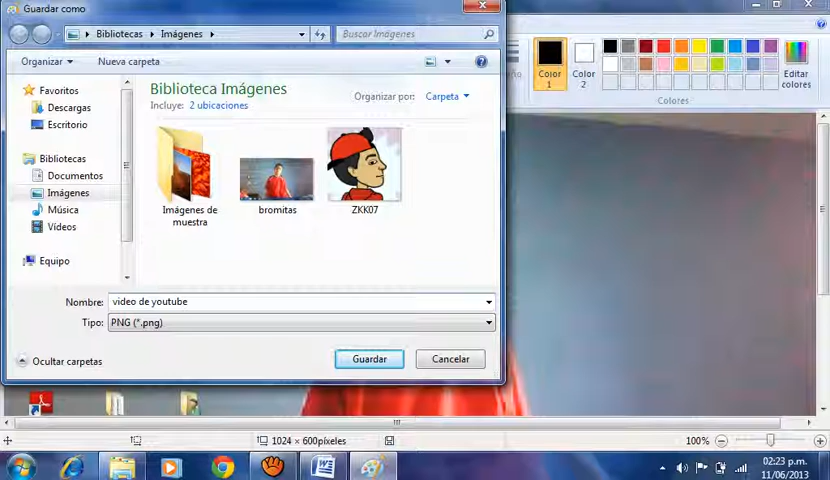 Guardar como
Bibliotecas
Imágenes
Buscar Imágenes
Organizar
Nueva carpeta
Favoritos
Descargas
Escritorio
Bibliotecas
Documentos
Imágenes
Música
Vídeos
Equipo
Biblioteca Imágenes
Incluye: 2 ubicaciones
Organizar por: Carpeta
Imágenes de
muestra
bromitas
ZKK07
Nombre: video de youtube
Tipo: PNG (*.png)
Ocultar carpetas
Guardar
Cancelar
Color
1
Color
2
Editar
colores
Colores
1024 × 600píxeles
100%
02:23 p.m.
11/06/2013